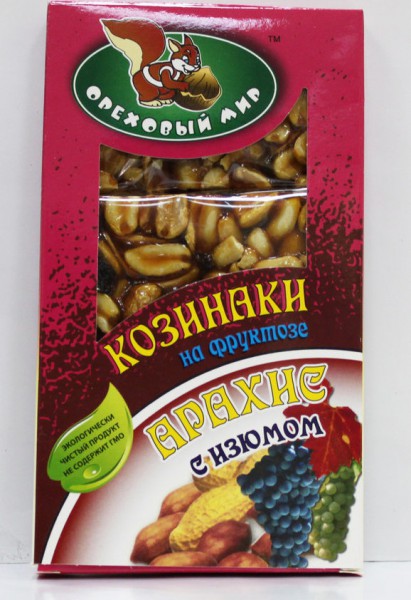 ™
ОРЕХОВЫЙ МИР
КОЗИНАКИ
на фруктозе
АРАХИС
С ИЗЮМОМ
ЭКОЛОГИЧЕСКИ
ЧИСТЫЙ ПРОДУКТ
НЕ СОДЕРЖИТ ГМО